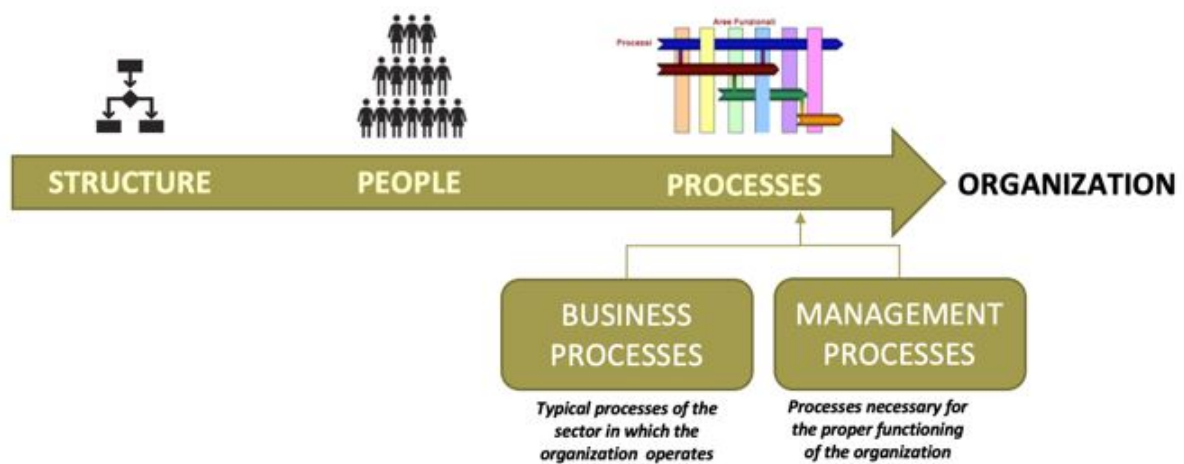 Aree Funzionali
Processi
STRUCTURE
PEOPLE
PROCESSES
ORGANIZATION
BUSINESS
PROCESSES
MANAGEMENT
PROCESSES
Typical processes of the
sector in which the
organization operates
Processes necessary for
the proper functioning
of the organization